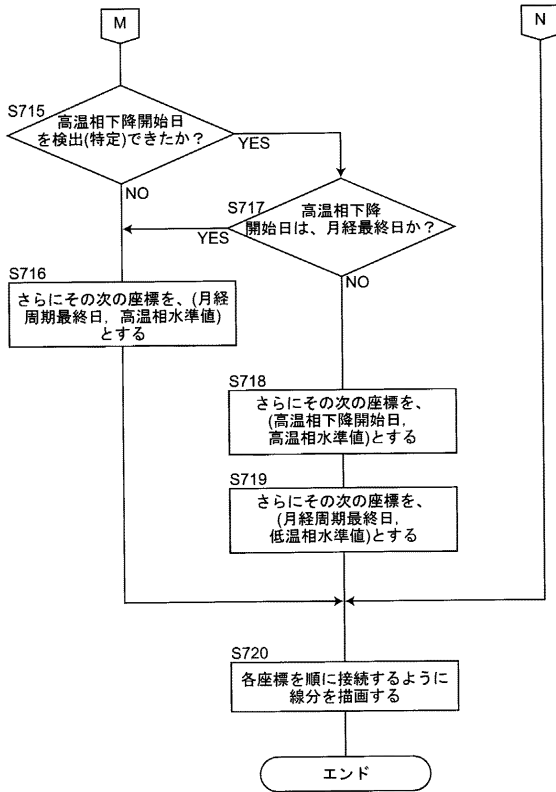 M
N
S715
高温相下降開始日
を検出(特定)できたか？
YES
NO
S717
高温相下降
開始日は、月経最終日か？
YES
NO
S716
さらにその次の座標を、(月経
周期最終日，高温相水準値)
とする
S718
さらにその次の座標を、
(高温相下降開始日，
高温相水準値)とする
S719
さらにその次の座標を、
(月経周期最終日，
低温相水準値)とする
S720
各座標を順に接続するように
線分を描画する
エンド